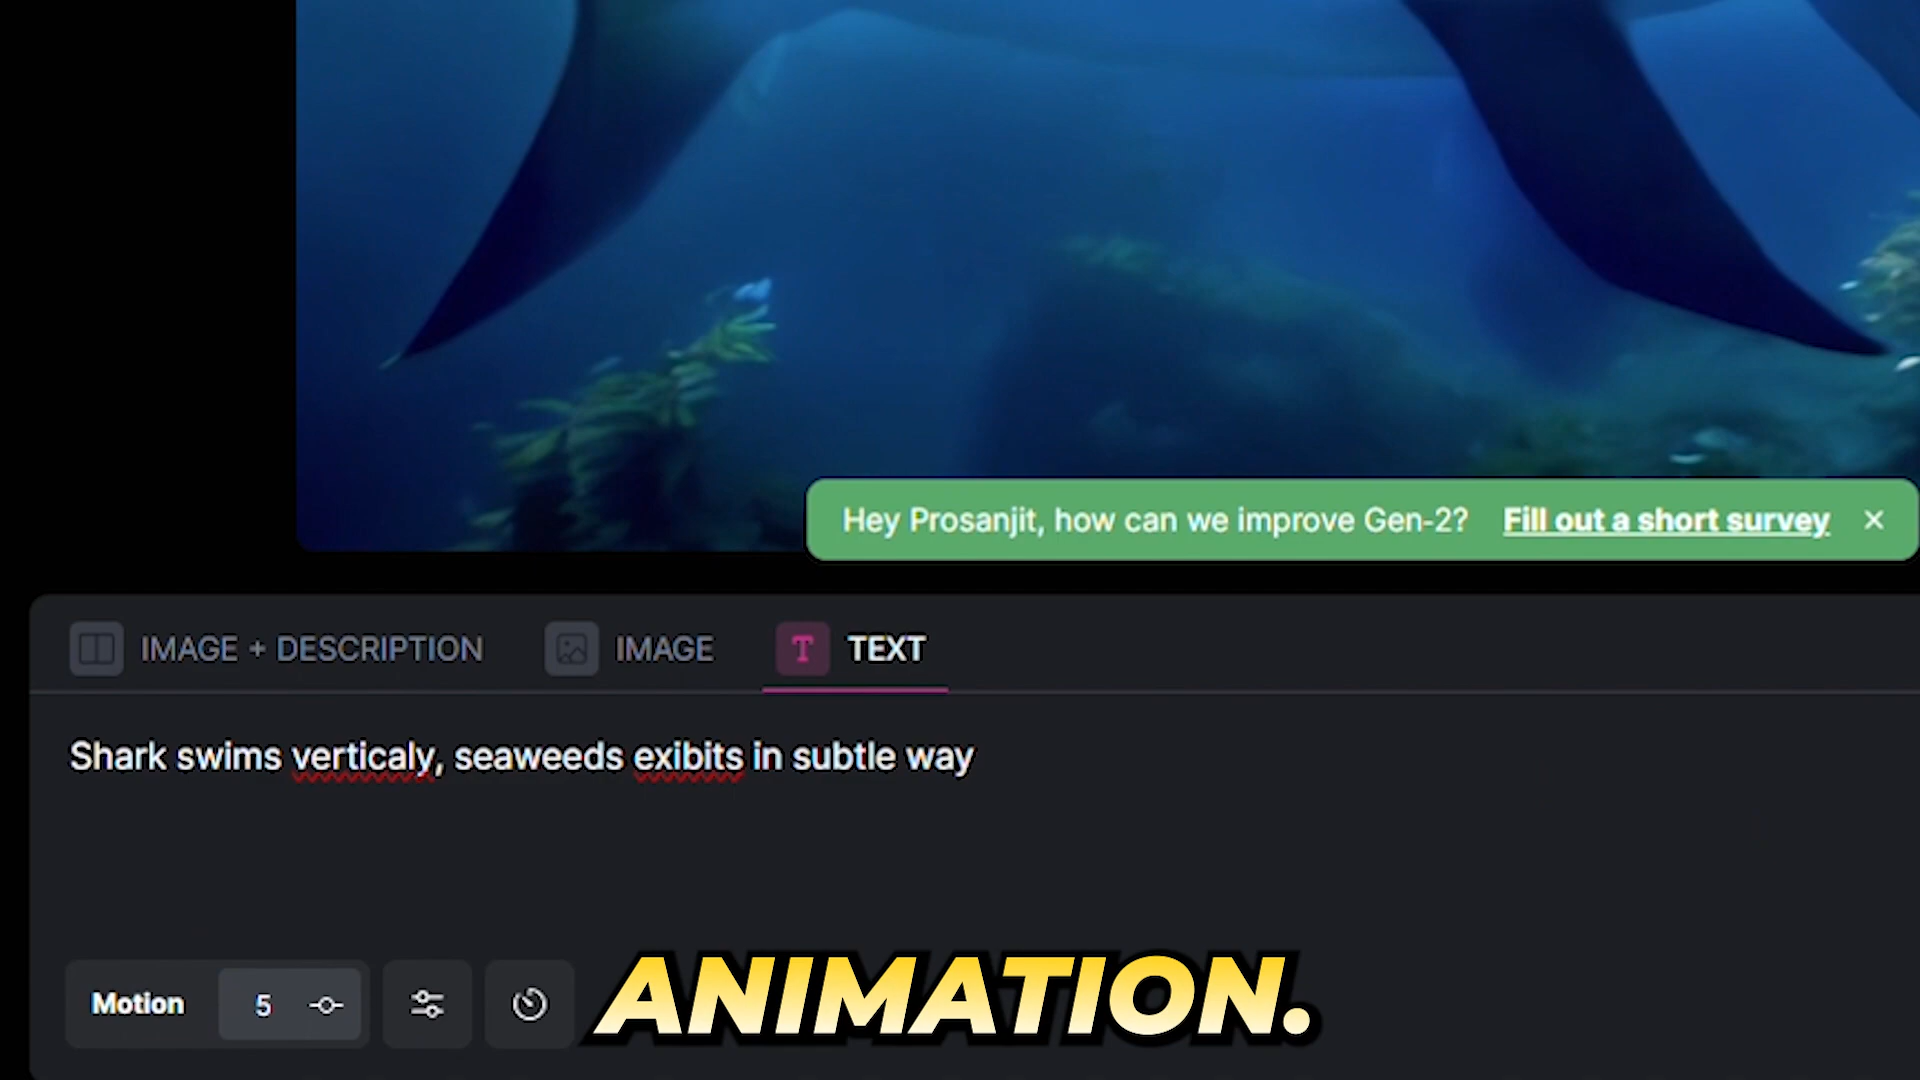 Hey Prosanjit, how can we improve Gen-2? Fill out a short survey ×
IMAGE + DESCRIPTION IMAGE T TEXT
Shark swims verticaly, seaweeds exibits in subtle way
Motion 5
ANIMATION.